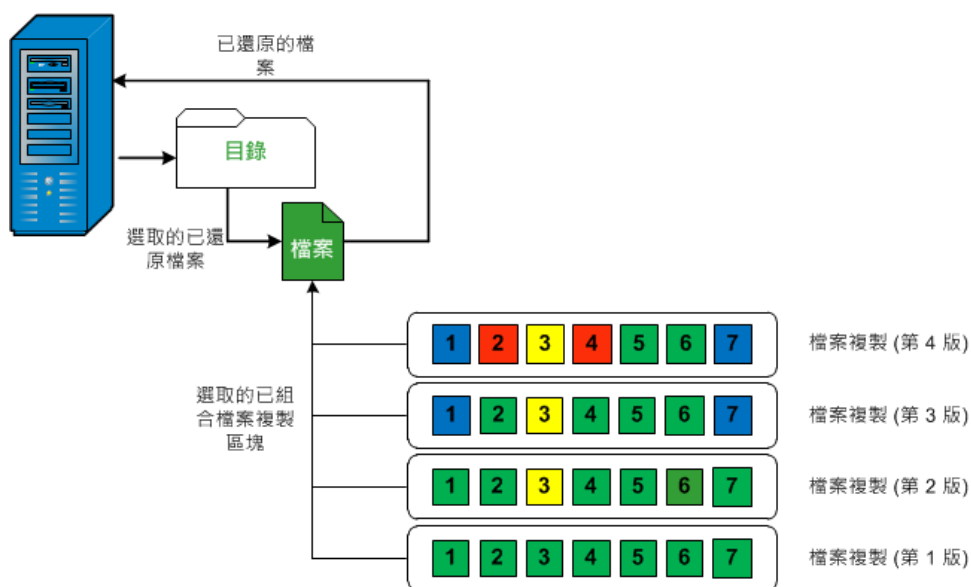 已還原的檔
案
目錄
選取的已還
原檔案
檔案
1 2 3 4 5 6 7 檔案複製 (第 4 版)
選取的已組
合檔案複製
區塊
1 2 3 4 5 6 7 檔案複製 (第 3 版)
1 2 3 4 5 6 7 檔案複製 (第 2 版)
1 2 3 4 5 6 7 檔案複製 (第 1 版)